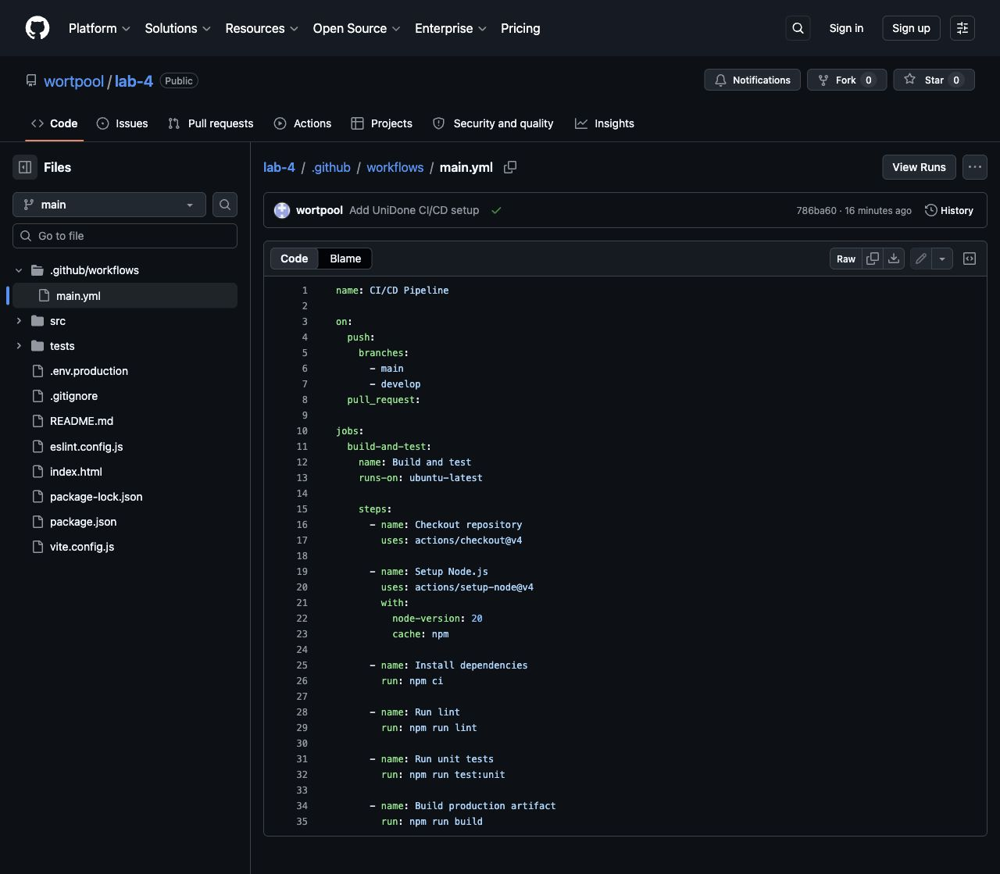 Platform Solutions Resources Open Source Enterprise Pricing Sign in Sign up
wortpool / lab-4 Public Notifications Fork 0 Star 0
Code Issues Pull requests Actions Projects Security and quality Insights
Files
main
Go to file
.github/workflows
main.yml
src
tests
.env.production
.gitignore
README.md
eslint.config.js
index.html
package-lock.json
package.json
vite.config.js
lab-4 / .github / workflows / main.yml View Runs
wortpool Add UniDone CI/CD setup 786ba60 · 16 minutes ago History
Code Blame Raw
1 name: CI/CD Pipeline
2
3 on:
4   push:
5     branches:
6       - main
7       - develop
8   pull_request:
9
10 jobs:
11   build-and-test:
12     name: Build and test
13     runs-on: ubuntu-latest
14
15     steps:
16       - name: Checkout repository
17         uses: actions/checkout@v4
18
19       - name: Setup Node.js
20         uses: actions/setup-node@v4
21         with:
22           node-version: 20
23           cache: npm
24
25       - name: Install dependencies
26         run: npm ci
27
28       - name: Run lint
29         run: npm run lint
30
31       - name: Run unit tests
32         run: npm run test:unit
33
34       - name: Build production artifact
35         run: npm run build